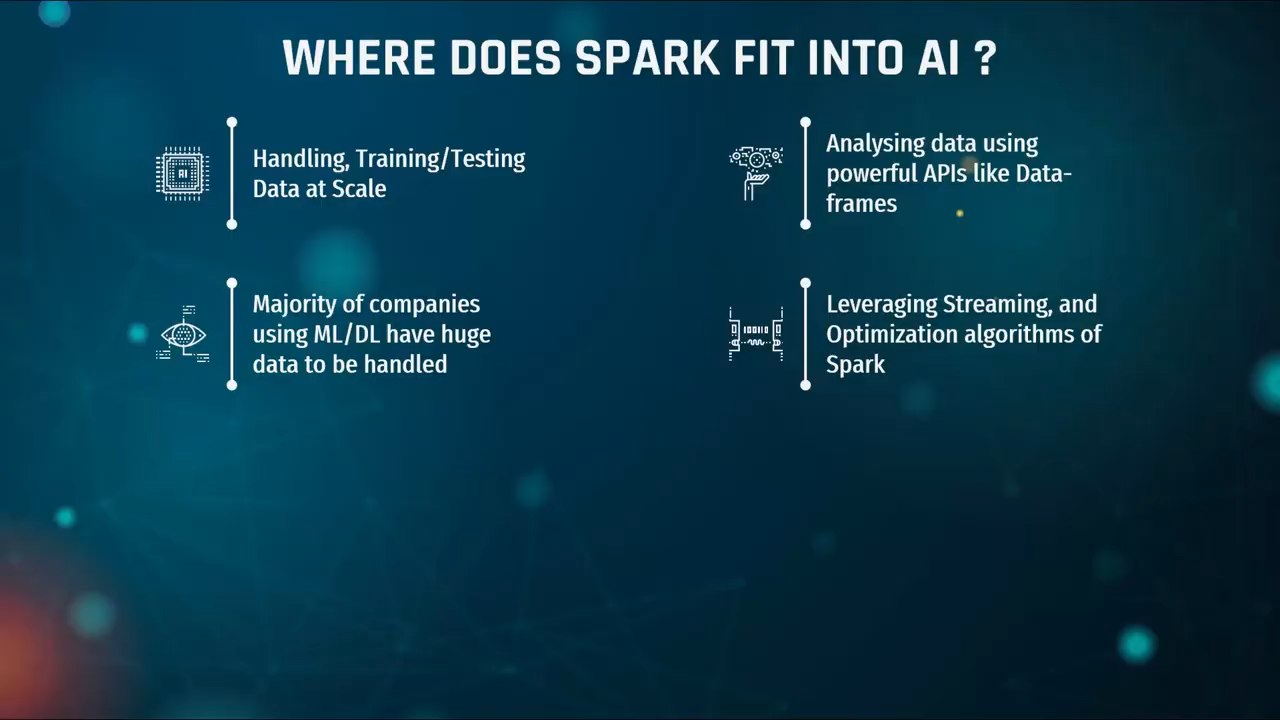 WHERE DOES SPARK FIT INTO AI ?
Handling, Training/Testing
Data at Scale
Analysing data using
powerful APIs like Data-
frames
Majority of companies
using ML/DL have huge
data to be handled
Leveraging Streaming, and
Optimization algorithms of
Spark
AI